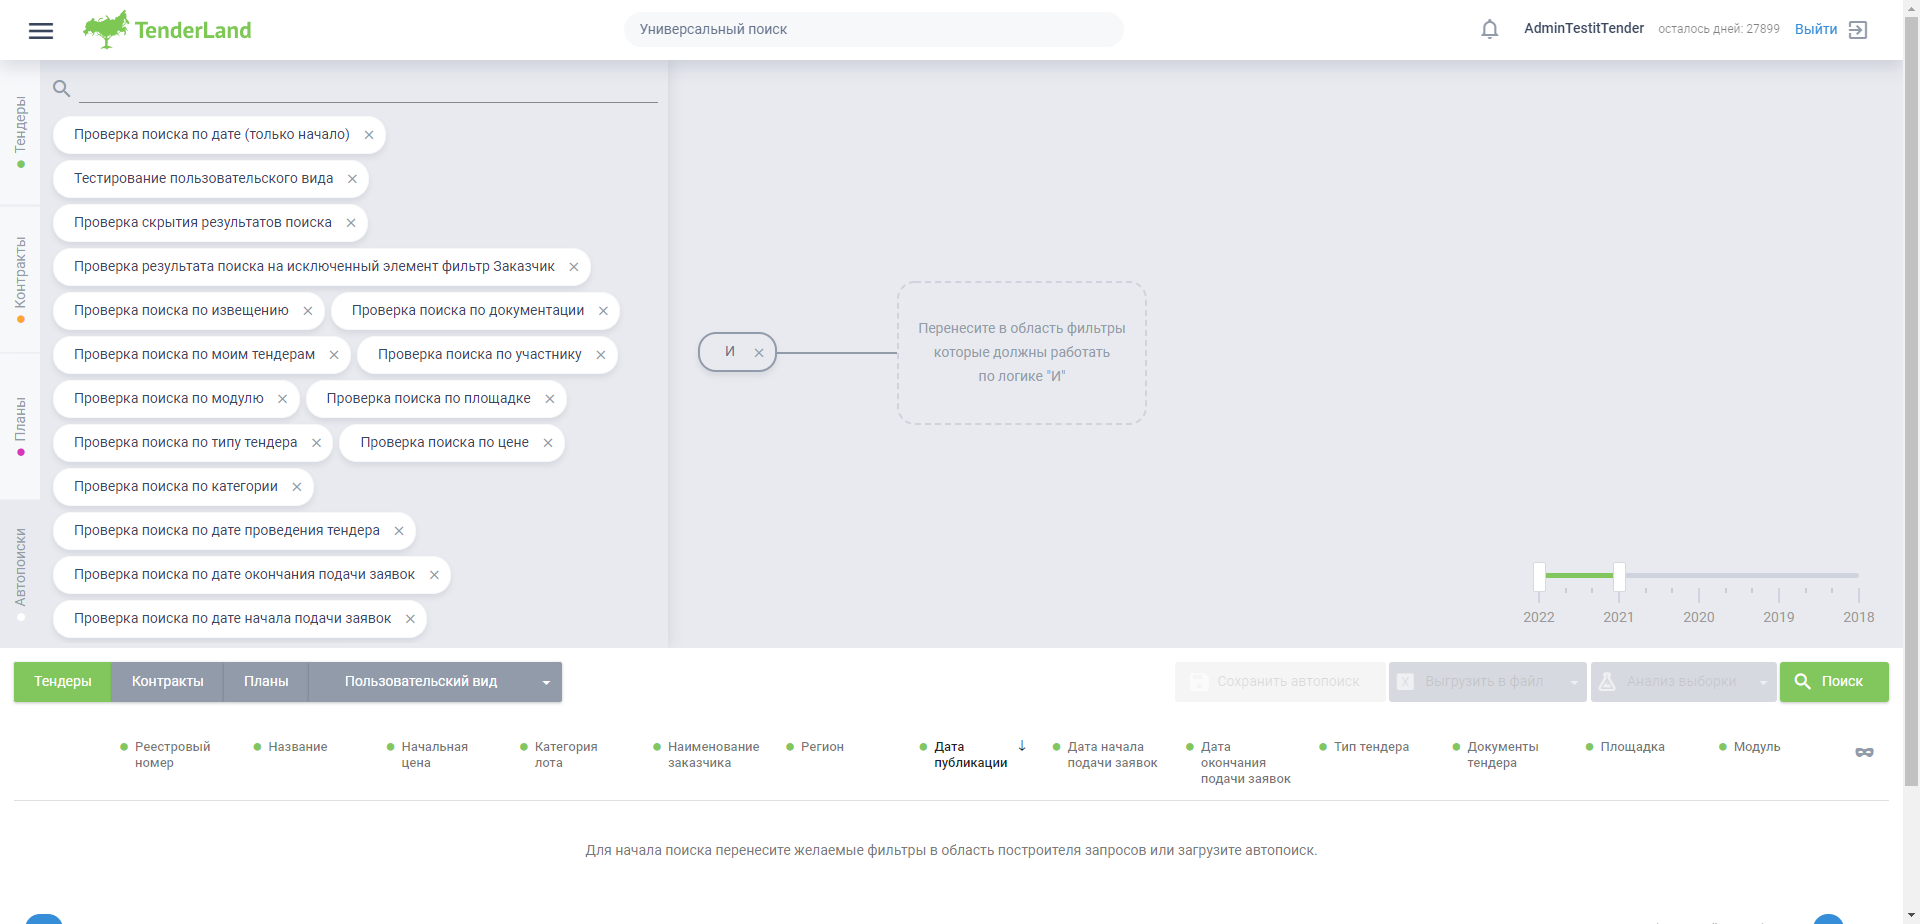 TenderLand
Универсальный поиск
AdminTestitTender
осталось дней: 27899
Выйти
Тендеры
Контракты
Планы
Автопоиски
Проверка поиска по дате (только начало)
Тестирование пользовательского вида
Проверка скрытия результатов поиска
Проверка результата поиска на исключенный элемент фильтр Заказчик
Проверка поиска по извещению
Проверка поиска по документации
Проверка поиска по моим тендерам
Проверка поиска по участнику
Проверка поиска по модулю
Проверка поиска по площадке
Проверка поиска по типу тендера
Проверка поиска по цене
Проверка поиска по категории
Проверка поиска по дате проведения тендера
Проверка поиска по дате окончания подачи заявок
Проверка поиска по дате начала подачи заявок
И
Перенесите в область фильтры
которые должны работать
по логике "И"
2022
2021
2020
2019
2018
Тендеры
Контракты
Планы
Пользовательский вид
Сохранить автопоиск
Выгрузить в файл
Анализ выборки
Поиск
Реестровый
номер
Название
Начальная
цена
Категория
лота
Наименование
заказчика
Регион
Дата
публикации
Дата начала
подачи заявок
Дата
окончания
подачи заявок
Тип тендера
Документы
тендера
Площадка
Модуль
Для начала поиска перенесите желаемые фильтры в область построителя запросов или загрузите автопоиск.